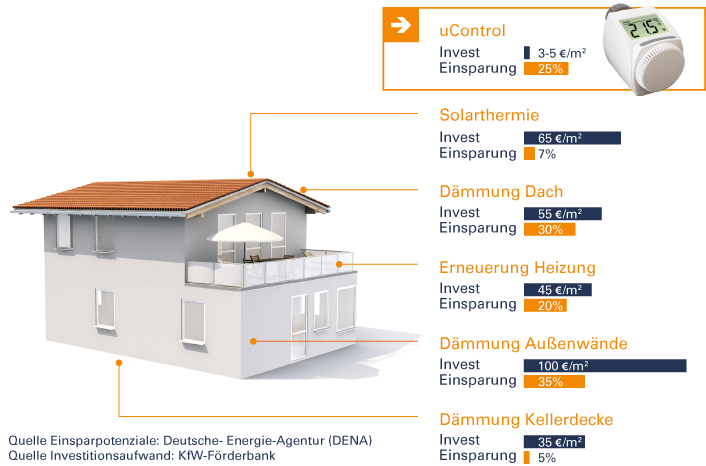 uControl
Invest 3-5 €/m²
Einsparung 25%
21.5°
Solarthermie
Invest 65 €/m²
Einsparung 7%
Dämmung Dach
Invest 55 €/m²
Einsparung 30%
Erneuerung Heizung
Invest 45 €/m²
Einsparung 20%
Dämmung Außenwände
Invest 100 €/m²
Einsparung 35%
Dämmung Kellerdecke
Invest 35 €/m²
Einsparung 5%
Quelle Einsparpotenziale: Deutsche- Energie-Agentur (DENA)
Quelle Investitionsaufwand: KfW-Förderbank